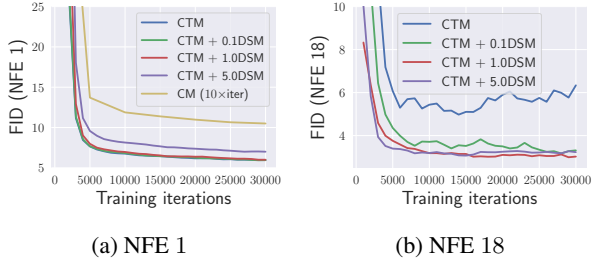 25
20
15
10
5
FID (NFE 1)
CTM
CTM + 0.1DSM
CTM + 1.0DSM
CTM + 5.0DSM
CM (10×iter)
0 5000 10000 15000 20000 25000 30000
Training iterations
(a) NFE 1
10
8
6
4
FID (NFE 18)
CTM
CTM + 0.1DSM
CTM + 1.0DSM
CTM + 5.0DSM
0 5000 10000 15000 20000 25000 30000
Training iterations
(b) NFE 18